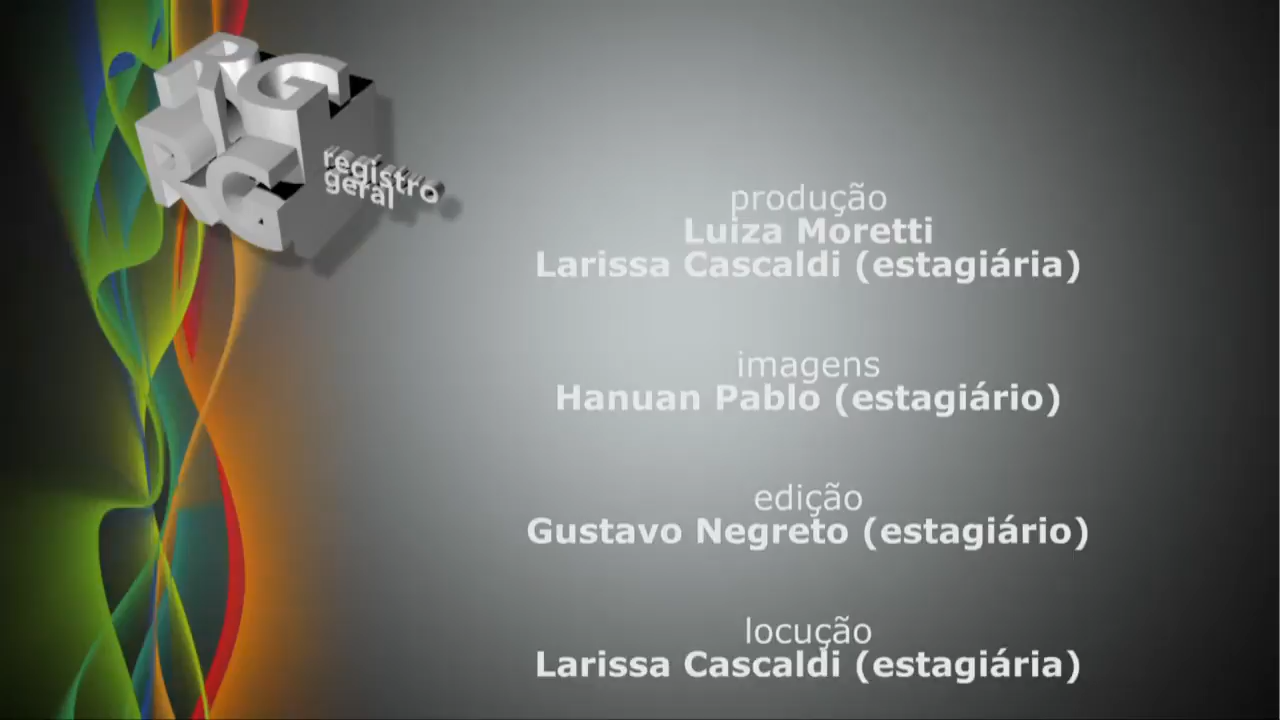 RG
RG
registro
geral
produção
Luiza Moretti
Larissa Cascaldi (estagiária)
imagens
Hanuan Pablo (estagiário)
edição
Gustavo Negreto (estagiário)
locução
Larissa Cascaldi (estagiária)